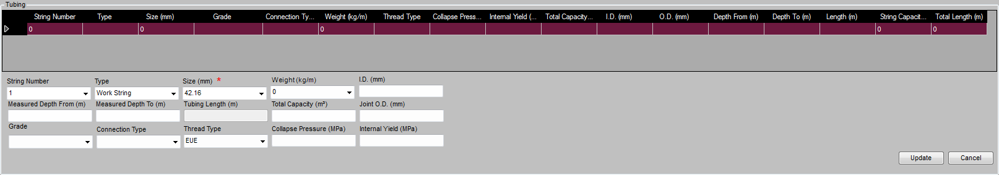 Tubing
String Number Type Size (mm) Grade Connection Ty... Weight (kg/m) Thread Type Collapse Press... Internal Yield (... Total Capacity... I.D. (mm) O.D. (mm) Depth From (m) Depth To (m) Length (m) String Capacit... Total Length (m)
0 0 0 0 0
String Number Type Size (mm) * Weight (kg/m) I.D. (mm)
1 Work String 42.16 0
Measured Depth From (m) Measured Depth To (m) Tubing Length (m) Total Capacity (m³) Joint O.D. (mm)
Grade Connection Type Thread Type Collapse Pressure (MPa) Internal Yield (MPa)
EUE
Update Cancel